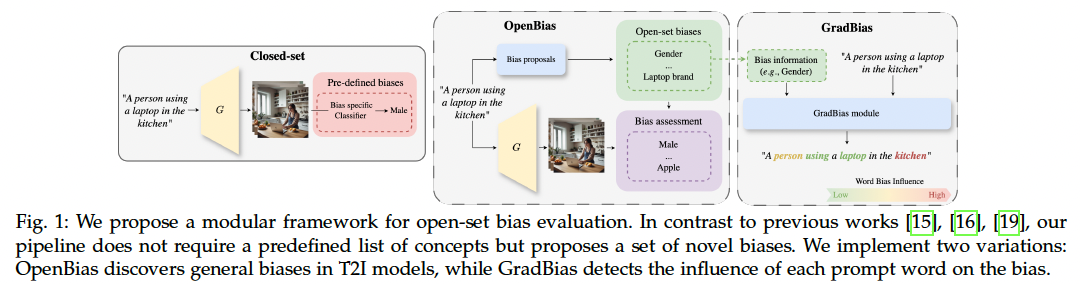 Closed-set
"A person using
a laptop in the
kitchen"
G
Pre-defined biases
Bias specific
Classifier
Male
OpenBias
"A person using
a laptop in the
kitchen"
Bias proposals
G
Open-set biases
Gender
...
Laptop brand
Bias assessment
Male
...
Apple
GradBias
Bias information
(e.g., Gender)
"A person using a laptop
in the kitchen"
GradBias module
"A person using a laptop in the kitchen"
Word Bias Influence
Low
High
Fig. 1: We propose a modular framework for open-set bias evaluation. In contrast to previous works [15], [16], [19], our
pipeline does not require a predefined list of concepts but proposes a set of novel biases. We implement two variations:
OpenBias discovers general biases in T2I models, while GradBias detects the influence of each prompt word on the bias.